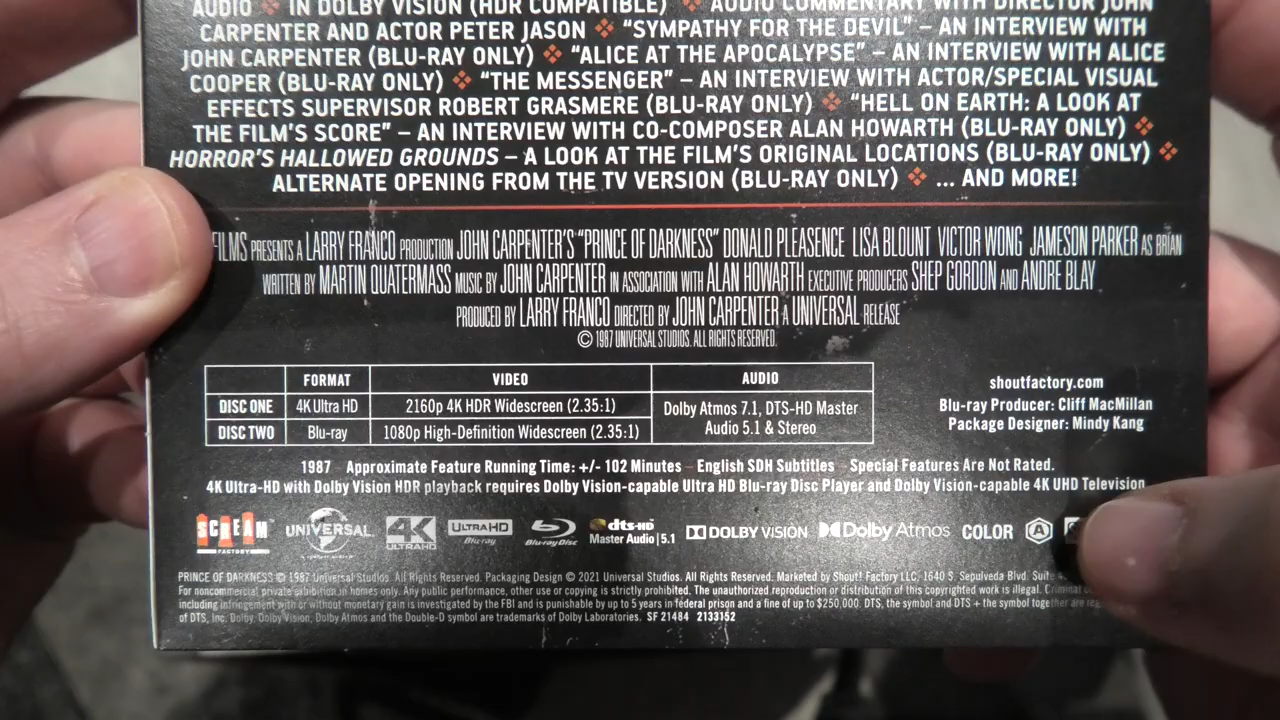 AUDIO ❖ IN DOLBY VISION (HDR COMPATIBLE) ❖ AUDIO COMMENTARY WITH DIRECTOR JOHN
CARPENTER AND ACTOR PETER JASON ❖ “SYMPATHY FOR THE DEVIL” – AN INTERVIEW WITH
JOHN CARPENTER (BLU-RAY ONLY) ❖ “ALICE AT THE APOCALYPSE” – AN INTERVIEW WITH ALICE
COOPER (BLU-RAY ONLY) ❖ “THE MESSENGER” – AN INTERVIEW WITH ACTOR/SPECIAL VISUAL
EFFECTS SUPERVISOR ROBERT GRASMERE (BLU-RAY ONLY) ❖ “HELL ON EARTH: A LOOK AT
THE FILM’S SCORE” – AN INTERVIEW WITH CO-COMPOSER ALAN HOWARTH (BLU-RAY ONLY) ❖
HORROR’S HALLOWED GROUNDS – A LOOK AT THE FILM’S ORIGINAL LOCATIONS (BLU-RAY ONLY) ❖
ALTERNATE OPENING FROM THE TV VERSION (BLU-RAY ONLY) ❖ ... AND MORE!
FILMS PRESENTS A LARRY FRANCO PRODUCTION JOHN CARPENTER’S “PRINCE OF DARKNESS” DONALD PLEASENCE LISA BLOUNT VICTOR WONG JAMESON PARKER AS BRIAN
WRITTEN BY MARTIN QUATERMASS MUSIC BY JOHN CARPENTER IN ASSOCIATION WITH ALAN HOWARTH EXECUTIVE PRODUCERS SHEP GORDON AND ANDRE BLAY
PRODUCED BY LARRY FRANCO DIRECTED BY JOHN CARPENTER A UNIVERSAL RELEASE
© 1987 UNIVERSAL STUDIOS. ALL RIGHTS RESERVED.
FORMAT VIDEO AUDIO
DISC ONE 4K Ultra HD 2160p 4K HDR Widescreen (2.35:1) Dolby Atmos 7.1, DTS-HD Master
DISC TWO Blu-ray 1080p High-Definition Widescreen (2.35:1) Audio 5.1 & Stereo
shoutfactory.com
Blu-ray Producer: Cliff MacMillan
Package Designer: Mindy Kang
1987 Approximate Feature Running Time: +/- 102 Minutes – English SDH Subtitles – Special Features Are Not Rated.
4K Ultra-HD with Dolby Vision HDR playback requires Dolby Vision-capable Ultra HD Blu-ray Disc Player and Dolby Vision-capable 4K UHD Television
SCREAM FACTORY UNIVERSAL 4K ULTRAHD ULTRA HD Blu-ray Blu-ray Disc dts-HD Master Audio | 5.1 DOLBY VISION Dolby Atmos COLOR A
PRINCE OF DARKNESS © 1987 Universal Studios. All Rights Reserved. Packaging Design © 2021 Universal Studios. All Rights Reserved. Marketed by Shout! Factory LLC, 1640 S. Sepulveda Blvd. Suite
For noncommercial private exhibition in homes only. Any public performance, other use or copying is strictly prohibited. The unauthorized reproduction or distribution of this copyrighted work is illegal. Criminal
including infringement with or without monetary gain is investigated by the FBI and is punishable by up to 5 years in federal prison and a fine of up to $250,000. DTS, the symbol and DTS + the symbol together are
of DTS, Inc. Dolby, Dolby Vision, Dolby Atmos and the Double-D symbol are trademarks of Dolby Laboratories. SF 21484 2133152